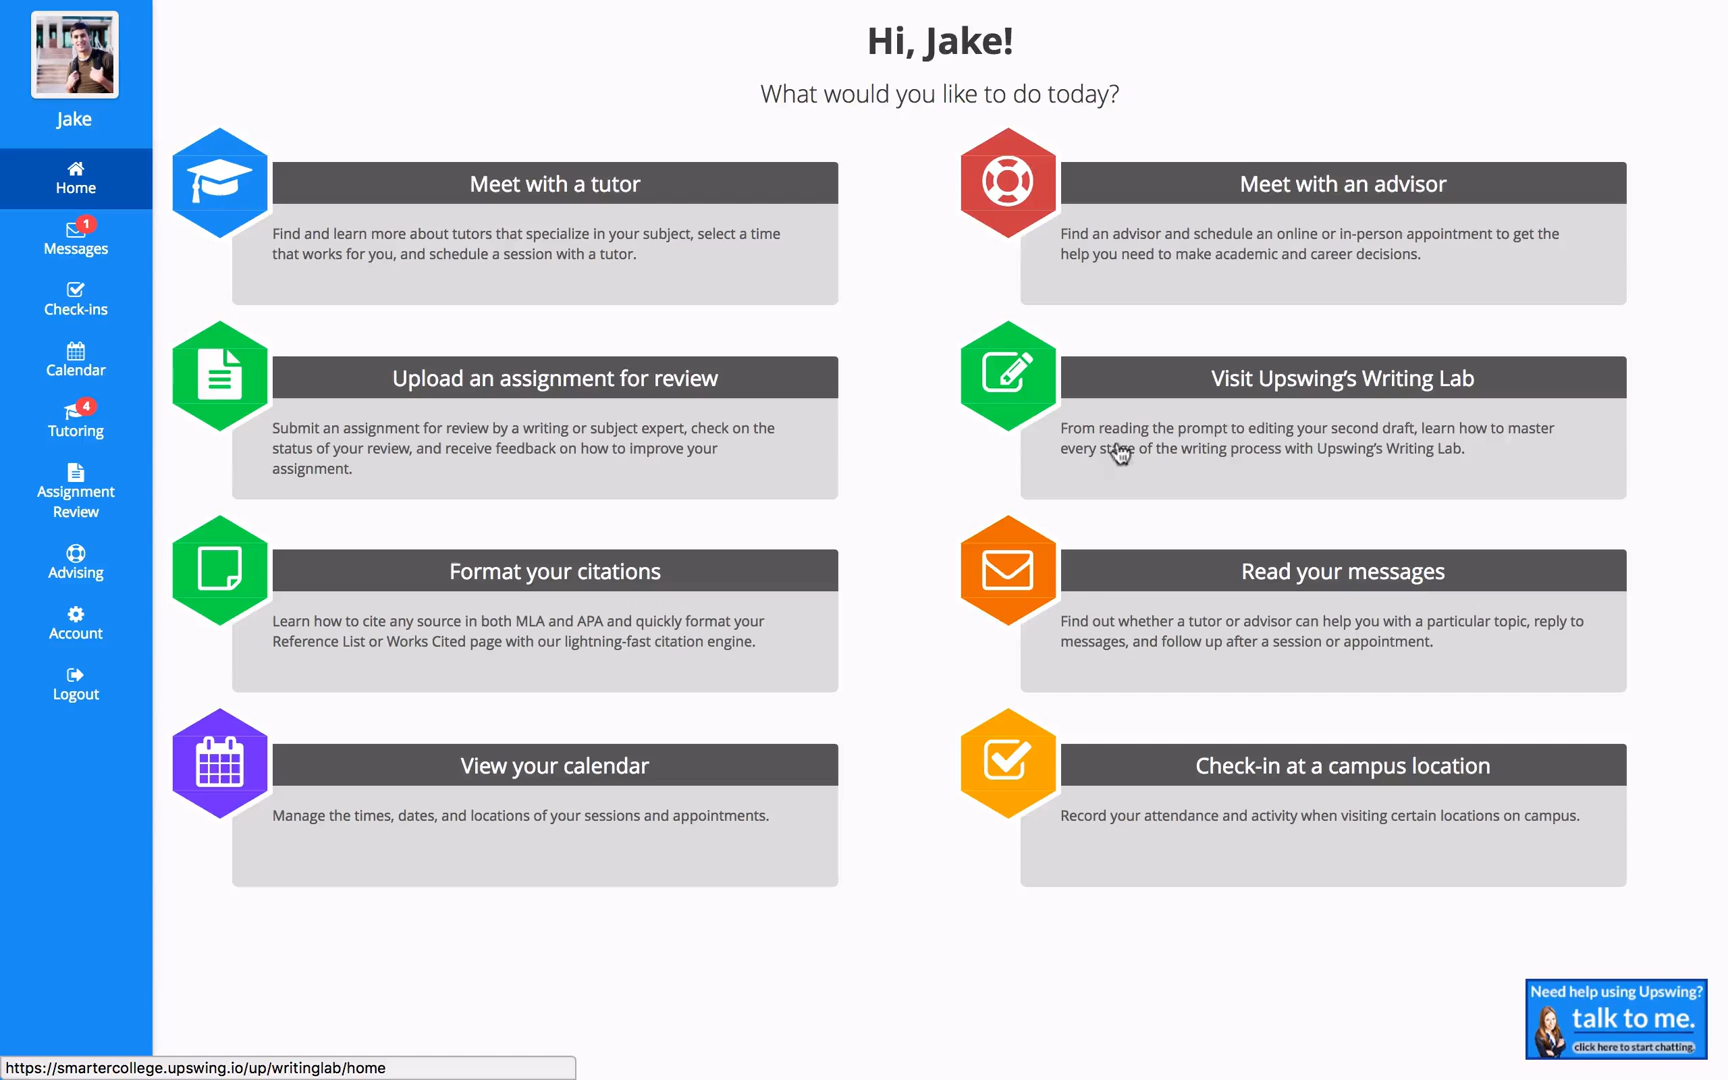 Jake
Home
1
Messages
Check-ins
Calendar
4
Tutoring
Assignment
Review
Advising
Account
Logout
Hi, Jake!
What would you like to do today?
Meet with a tutor
Find and learn more about tutors that specialize in your subject, select a time
that works for you, and schedule a session with a tutor.
Meet with an advisor
Find an advisor and schedule an online or in-person appointment to get the
help you need to make academic and career decisions.
Upload an assignment for review
Submit an assignment for review by a writing or subject expert, check on the
status of your review, and receive feedback on how to improve your
assignment.
Visit Upswing’s Writing Lab
From reading the prompt to editing your second draft, learn how to master
every stage of the writing process with Upswing’s Writing Lab.
Format your citations
Learn how to cite any source in both MLA and APA and quickly format your
Reference List or Works Cited page with our lightning-fast citation engine.
Read your messages
Find out whether a tutor or advisor can help you with a particular topic, reply to
messages, and follow up after a session or appointment.
View your calendar
Manage the times, dates, and locations of your sessions and appointments.
Check-in at a campus location
Record your attendance and activity when visiting certain locations on campus.
Need help using Upswing?
talk to me.
click here to start chatting.
https://smartercollege.upswing.io/up/writinglab/home